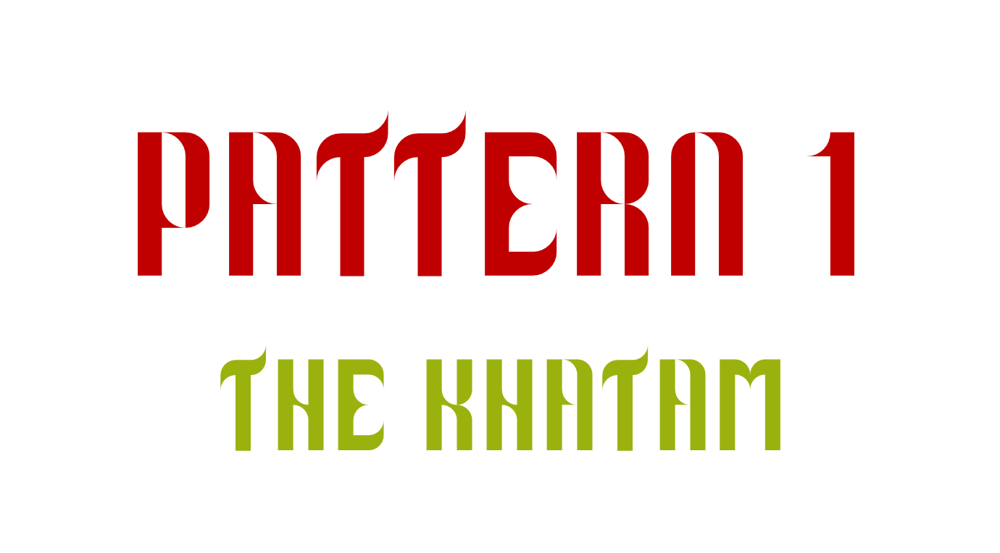 PATTERN 1
THE KHATAM